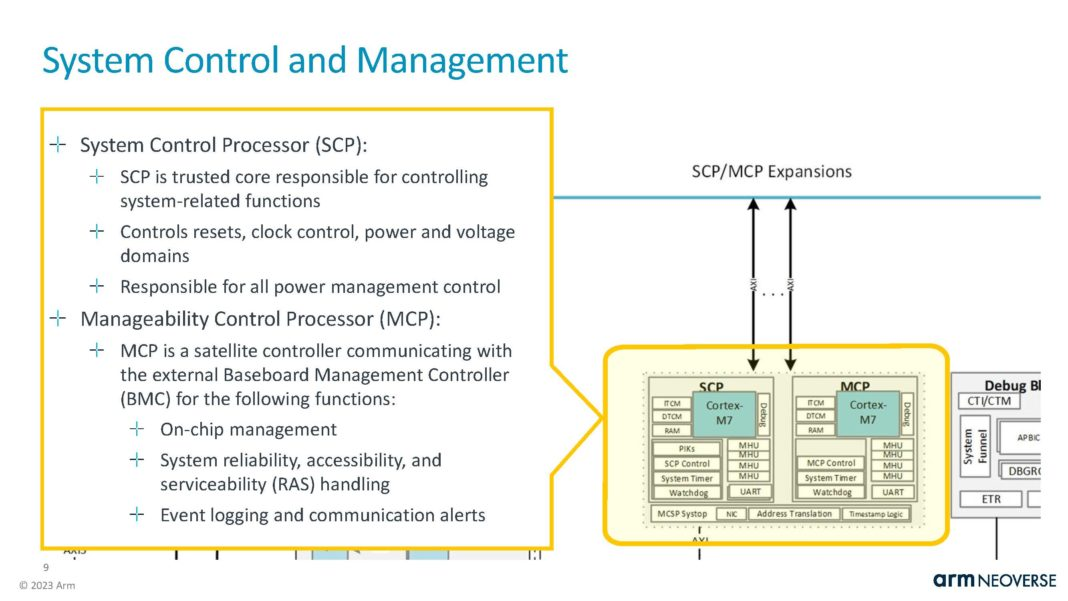 System Control and Management
System Control Processor (SCP):
SCP is trusted core responsible for controlling
system-related functions
Controls resets, clock control, power and voltage
domains
Responsible for all power management control
Manageability Control Processor (MCP):
MCP is a satellite controller communicating with
the external Baseboard Management Controller
(BMC) for the following functions:
On-chip management
System reliability, accessibility, and
serviceability (RAS) handling
Event logging and communication alerts
SCP/MCP Expansions
AXI
. . .
AXI
SCP
ITCM
DTCM
RAM
Cortex-
M7
Debug
PIKs
SCP Control
System Timer
Watchdog
MHU
MHU
MHU
MHU
UART
MCP
ITCM
DTCM
RAM
Cortex-
M7
Debug
MCP Control
System Timer
Watchdog
MHU
MHU
MHU
MHU
UART
MCSP Systop
NIC
Address Translation
Timestamp Logic
AXI
Debug Bl
CTI/CTM
System
Funnel
APBIC
DBGRC
ETR
9
© 2023 Arm
arm NEOVERSE